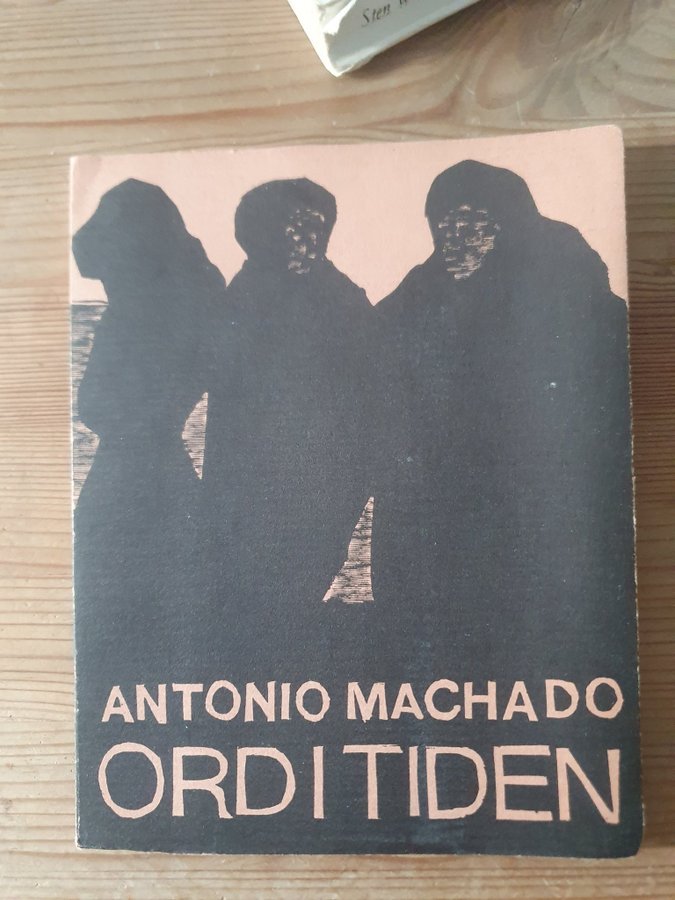 Sten
ANTONIO MACHADO
ORD I TIDEN